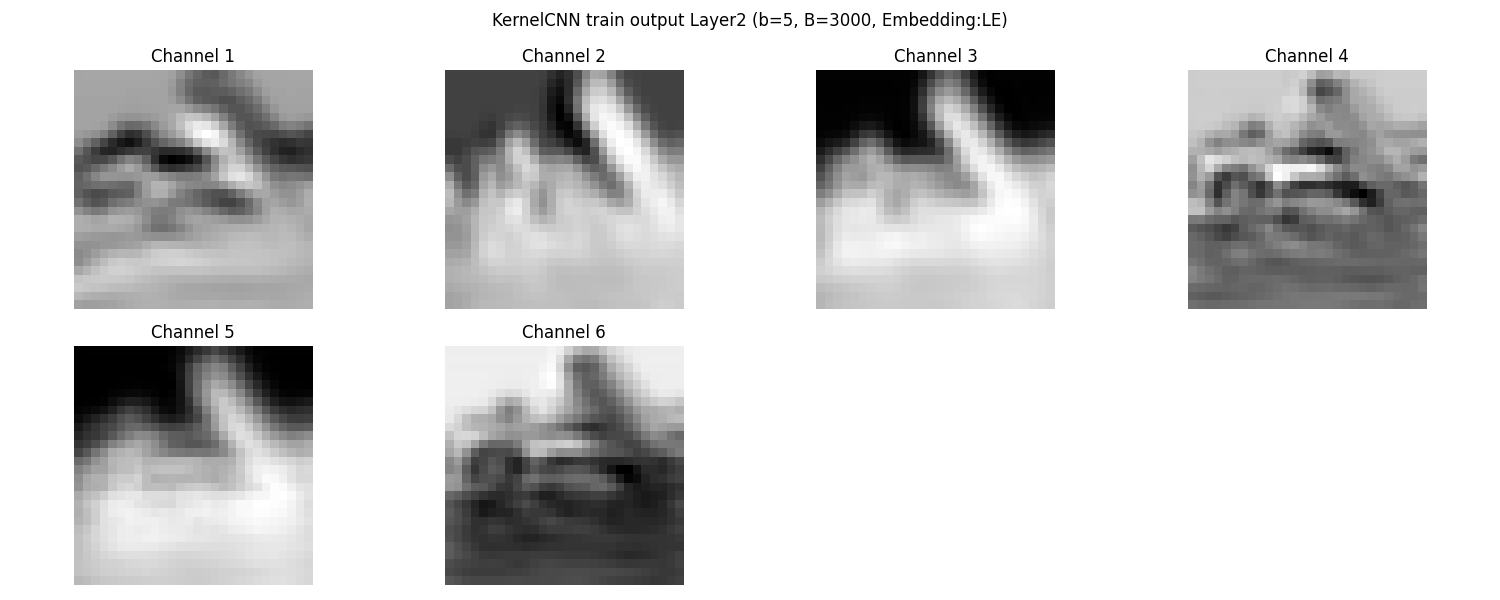 KernelCNN train output Layer2 (b=5, B=3000, Embedding:LE)
Channel 1
Channel 2
Channel 3
Channel 4
Channel 5
Channel 6